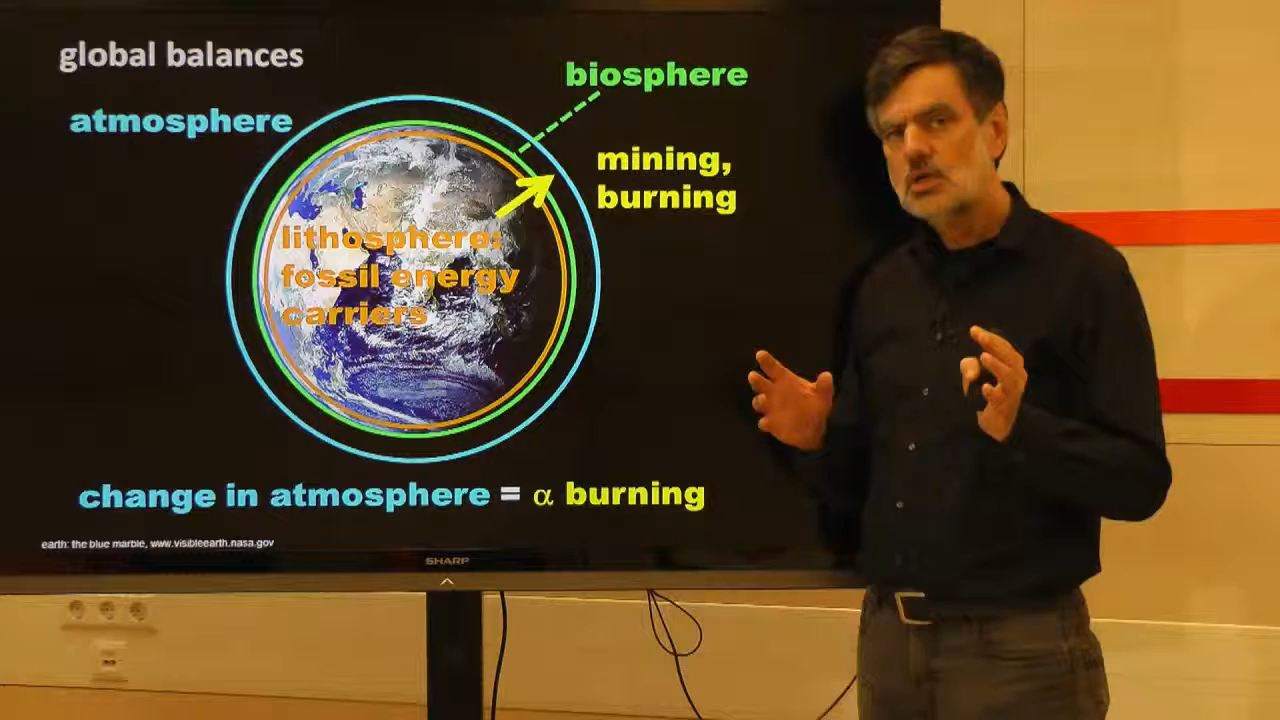 global balances
atmosphere
biosphere
mining,
burning
lithosphere:
fossil energy
carriers
change in atmosphere = α burning
earth: the blue marble, www.visibleearth.nasa.gov
SHARP